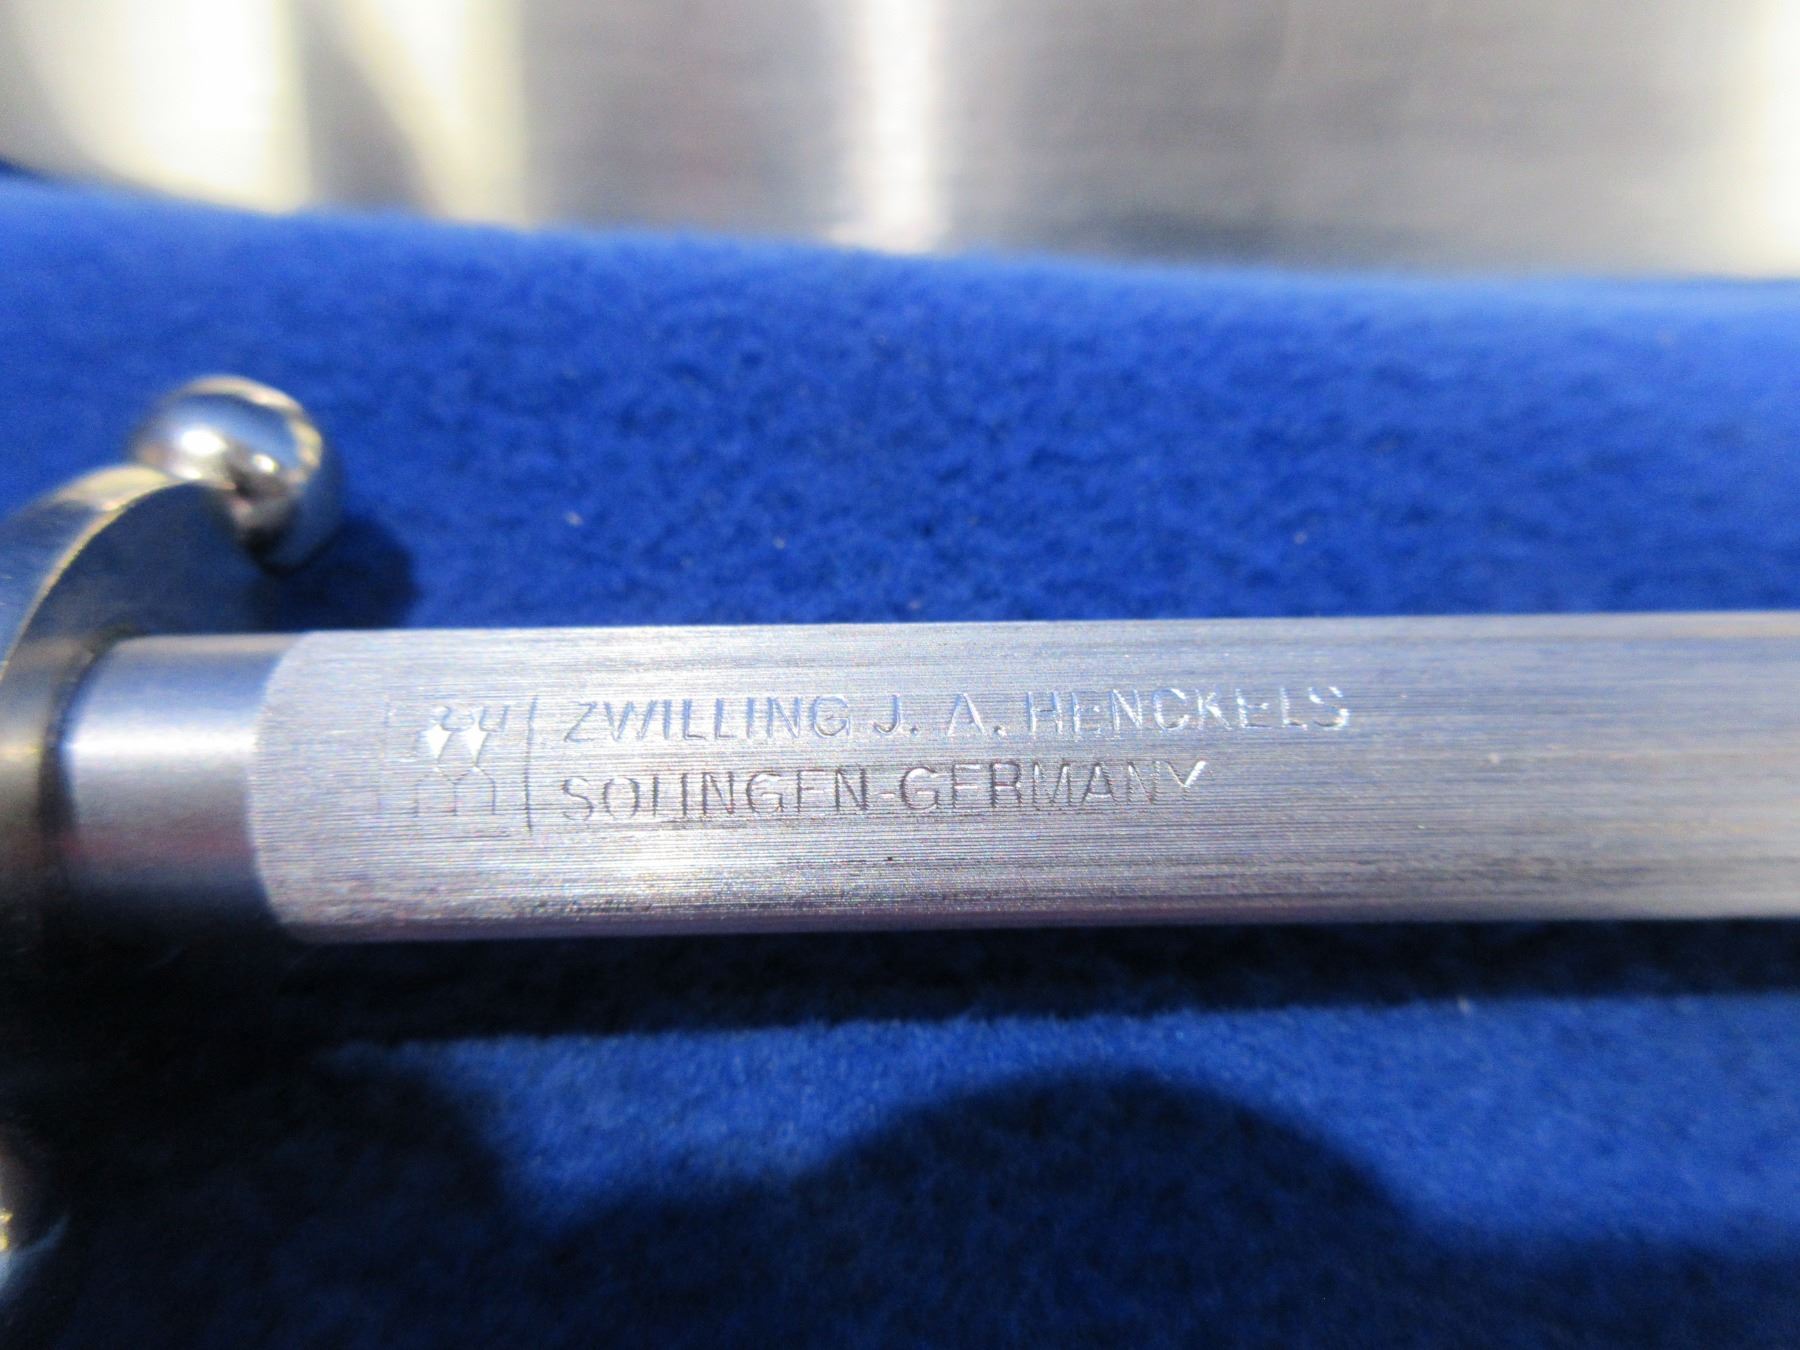 ZWILLING J. A. HENCKELS
SOLINGEN-GERMANY